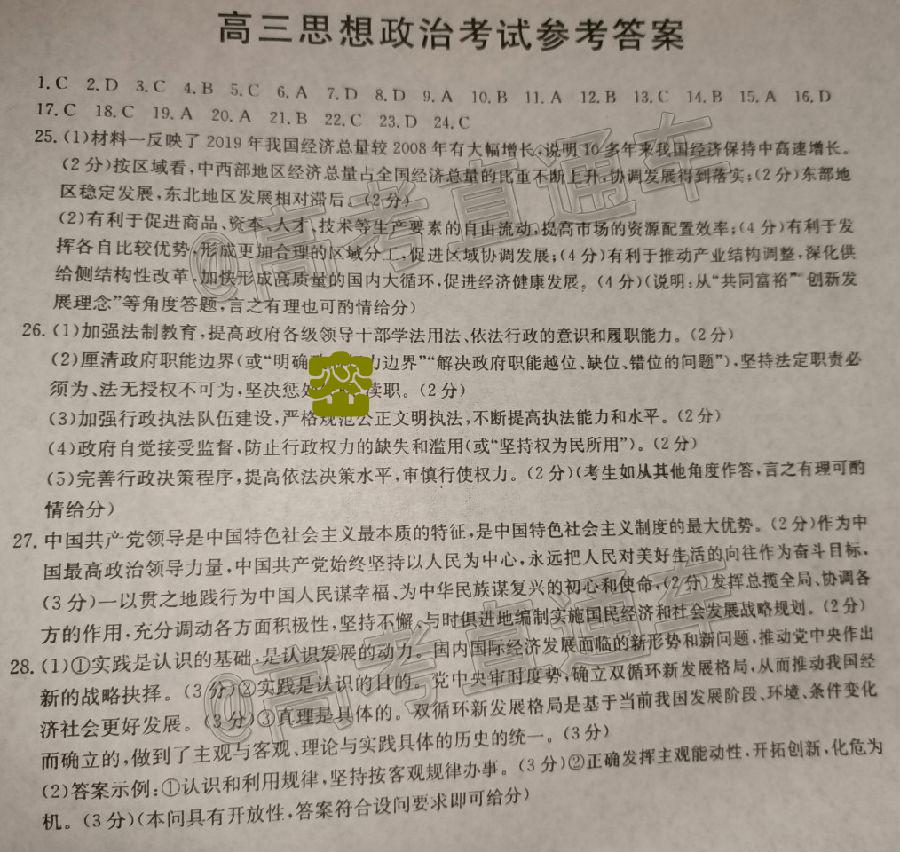 高三思想政治考试参考答案
1.C 2.D 3.C 4.B 5.C 6.A 7.D 8.D 9.A 10.B 11.A 12.B 13.C 14.B 15.A 16.D
17.C 18.C 19.A 20.A 21.B 22.C 23.D 24.C
25.(1)材料一反映了2019年我国经济总量较2008年有大幅增长,说明10多年来我国经济保持中高速增长。
(2分)按区域看,中西部地区经济总量占全国经济总量的比重不断上升,协调发展得到落实;(2分)东部地
区稳定发展,东北地区发展相对滞后。(2分)
(2)有利于促进商品、资本、人才、技术等生产要素的自由流动,提高市场的资源配置效率;(4分)有利于发
挥各自比较优势,形成更加合理的区域分工,促进区域协调发展;(4分)有利于推动产业结构调整,深化供
给侧结构性改革,加快形成高质量的国内大循环,促进经济健康发展。(4分)(说明:从“共同富裕”“创新发
展理念”等角度答题,言之有理也可酌情给分)
26.(1)加强法制教育,提高政府各级领导干部学法用法、依法行政的意识和履职能力。(2分)
(2)厘清政府职能边界(或“明确力边界”“解决政府职能越位、缺位、错位的问题”),坚持法定职责必
须为、法无授权不可为,坚决惩处渎职。(2分)
(3)加强行政执法队伍建设,严格规范公正文明执法,不断提高执法能力和水平。(2分)
(4)政府自觉接受监督,防止行政权力的缺失和滥用(或“坚持权为民所用”)。(2分)
(5)完善行政决策程序,提高依法决策水平,审慎行使权力。(2分)(考生如从其他角度作答,言之有理可酌
情给分)
27.中国共产党领导是中国特色社会主义最本质的特征,是中国特色社会主义制度的最大优势。(2分)作为中
国最高政治领导力量,中国共产党始终坚持以人民为中心,永远把人民对美好生活的向往作为奋斗目标,
(3分)一以贯之地践行为中国人民谋幸福、为中华民族谋复兴的初心和使命,(2分)发挥总揽全局、协调各
方的作用,充分调动各方面积极性,坚持不懈、与时俱进地编制实施国民经济和社会发展战略规划。(2分)
28.(1)①实践是认识的基础,是认识发展的动力。国内国际经济发展面临的新形势和新问题,推动党中央作出
新的战略抉择。(3分)②实践是认识的目的。党中央审时度势,确立双循环新发展格局,从而推动我国经
济社会更好发展。(3分)③真理是具体的。双循环新发展格局是基于当前我国发展阶段、环境、条件变化
而确立的,做到了主观与客观、理论与实践具体的历史的统一。(3分)
(2)答案示例:①认识和利用规律,坚持按客观规律办事。(3分)②正确发挥主观能动性,开拓创新,化危为
机。(3分)(本问具有开放性,答案符合设问要求即可给分)
@高考直通车
@高考直通车